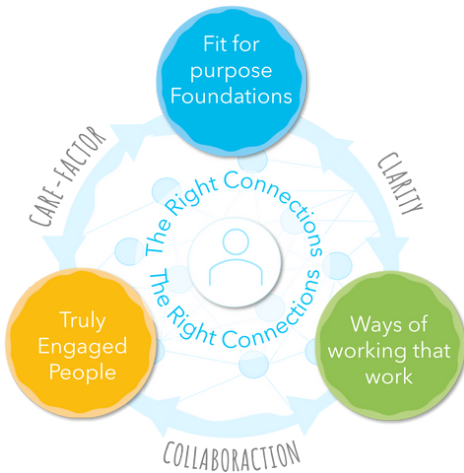 Fit for
purpose
Foundations
CARE-FACTOR
CLARITY
The Right Connections
The Right Connections
Truly
Engaged
People
Ways of
working that
work
COLLABORACTION